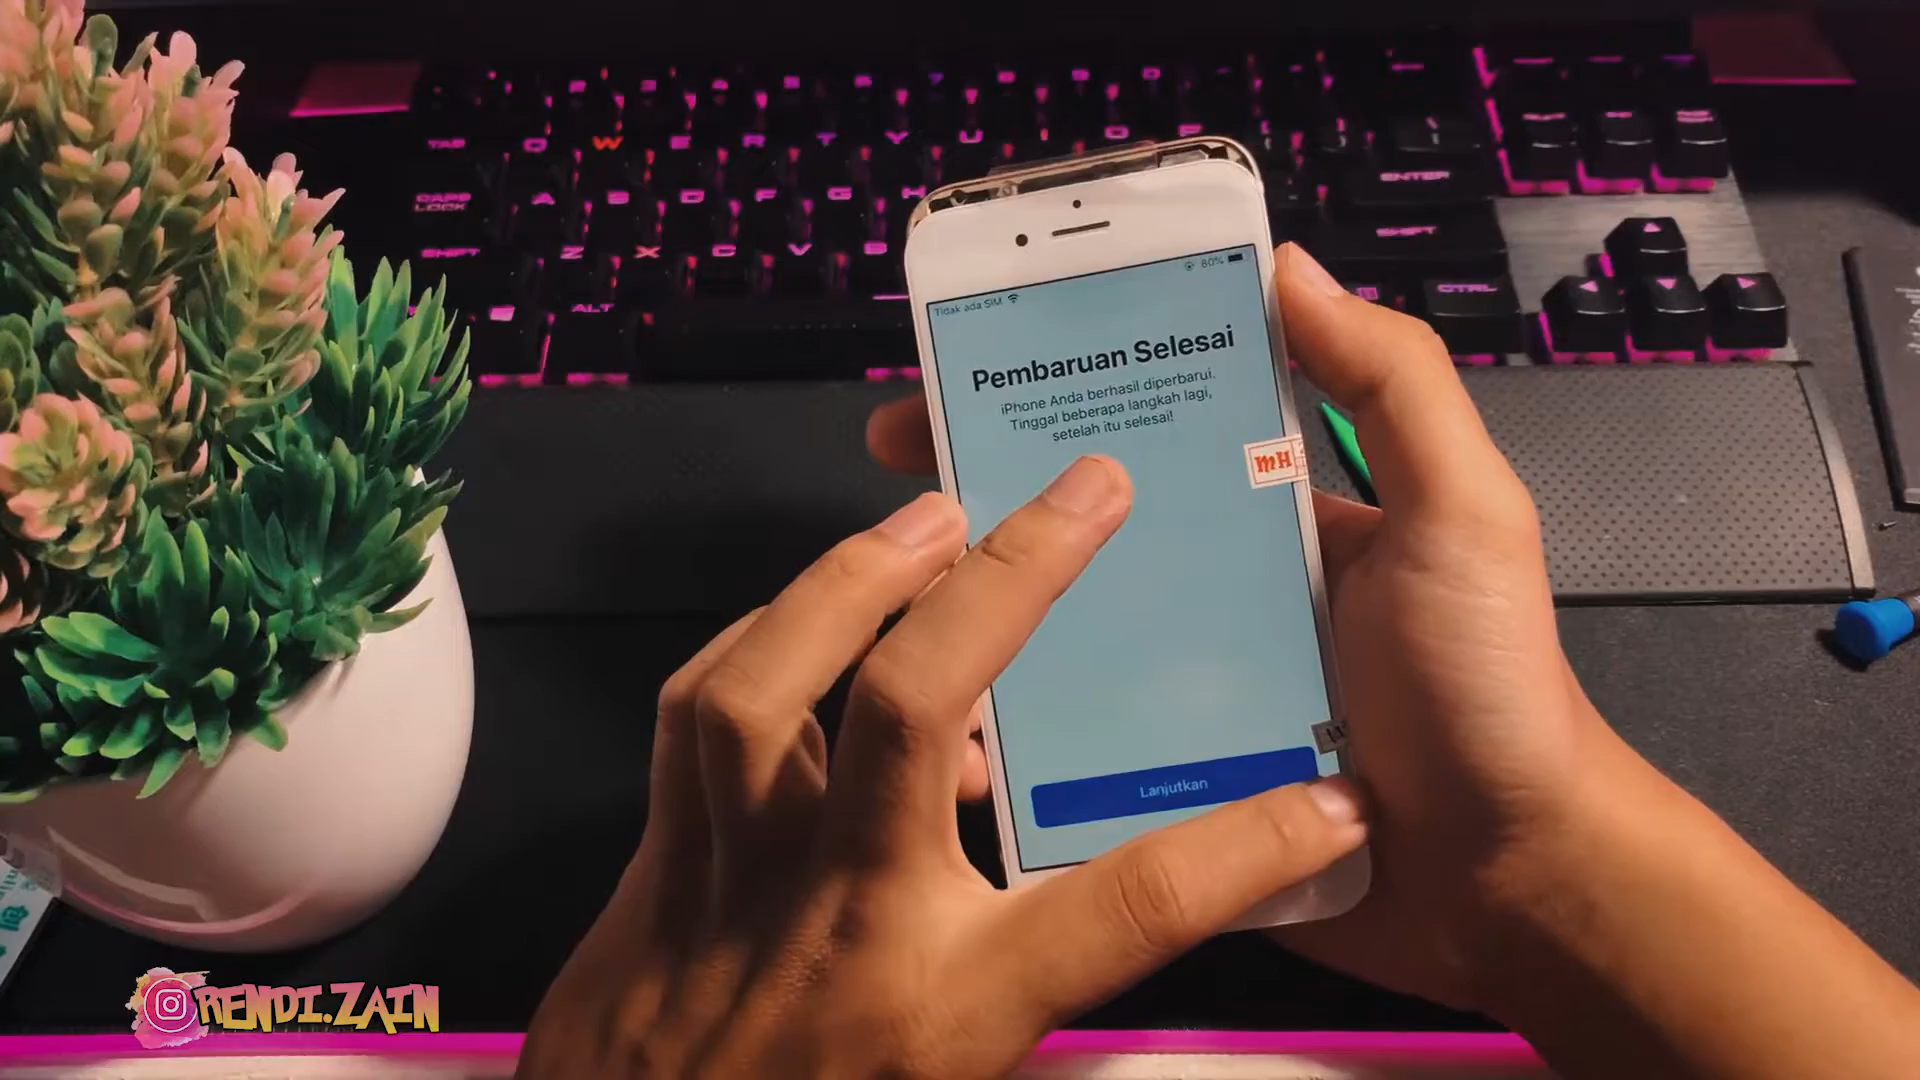 TAB Q W E R T Y U I O P
CAPS LOCK A S D F G H
ENTER
SHIFT Z X C V B
SHIFT
ALT
CTRL
Tidak ada SIM
80%
Pembaruan Selesai
iPhone Anda berhasil diperbarui.
Tinggal beberapa langkah lagi,
setelah itu selesai!
mH
Lanjutkan
RENDI.ZAIN